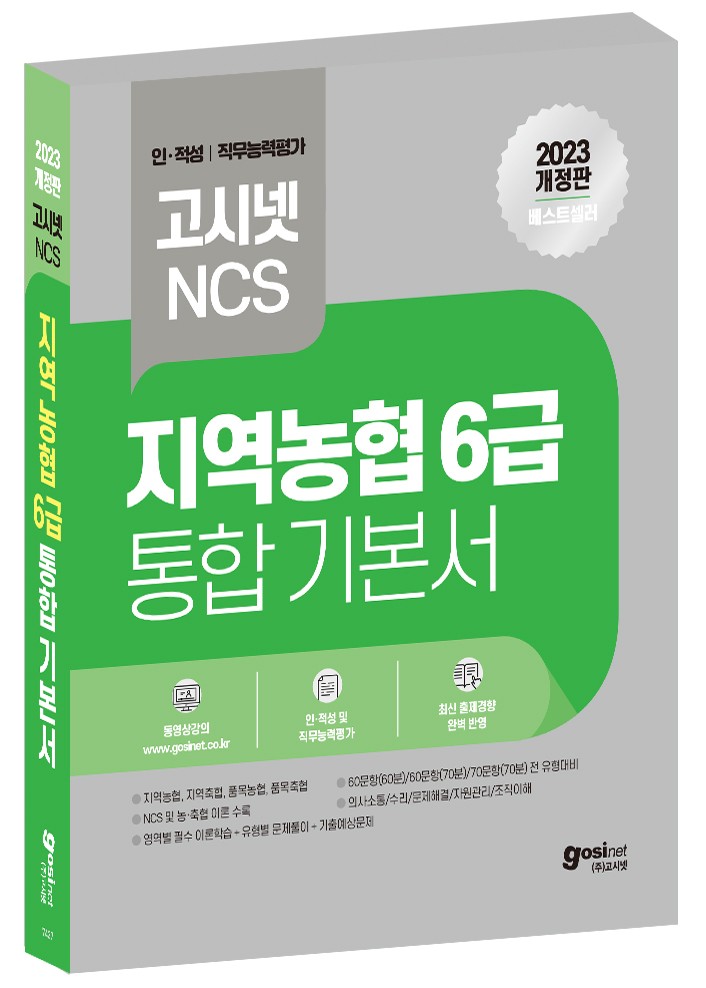 2023
개정판
고시넷
NCS
지역농협 6급 통합 기본서
gosinet
(주)고시넷
인·적성 | 직무능력평가
고시넷
NCS
2023
개정판
베스트셀러
지역농협 6급
통합 기본서
동영상강의
www.gosinet.co.kr
인·적성 및
직무능력평가
최신 출제경향
완벽 반영
● 지역농협, 지역축협, 품목농협, 품목축협
● NCS 및 농·축협 이론 수록
● 영역별 필수 이론학습 + 유형별 문제풀이 + 기출예상문제
● 60문항(60분)/60문항(70분)/70문항(70분) 전 유형대비
● 의사소통/수리/문제해결/자원관리/조직이해
gosinet
(주)고시넷